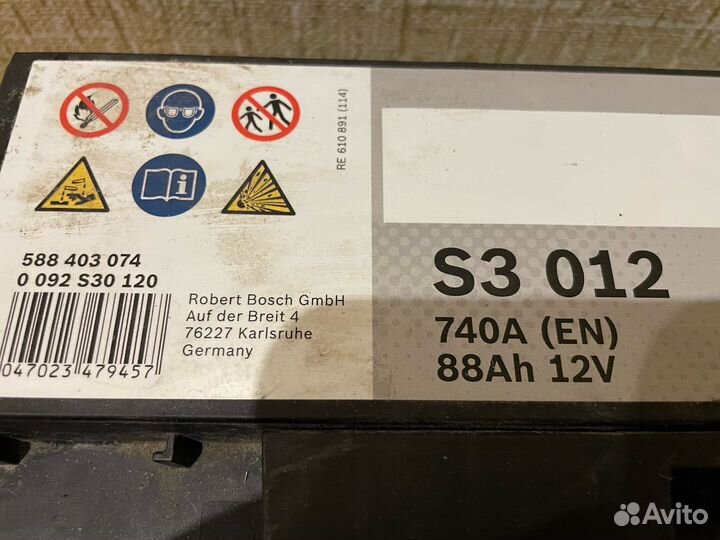 RE 610 891 (114)
588 403 074
0 092 S30 120
047023 479457
Robert Bosch GmbH
Auf der Breit 4
76227 Karlsruhe
Germany
S3 012
740A (EN)
88Ah 12V
Avito